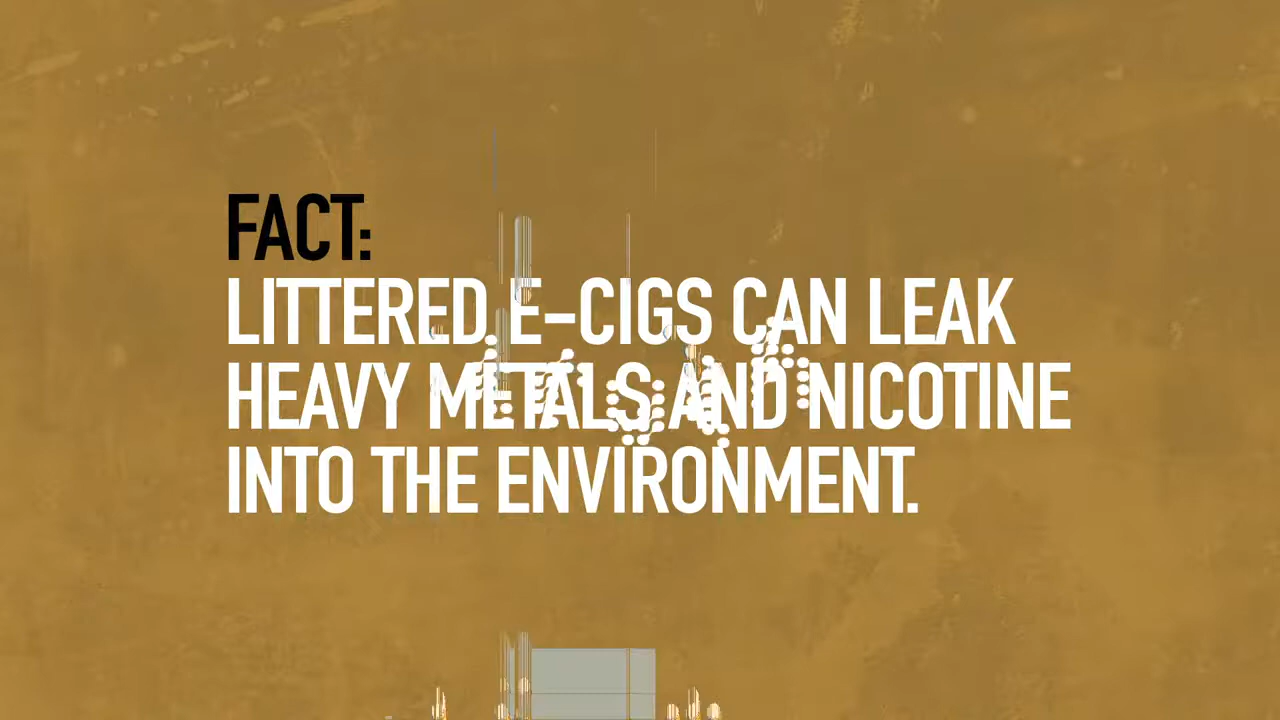 FACT:
LITTERED E-CIGS CAN LEAK
HEAVY METALS AND NICOTINE
INTO THE ENVIRONMENT.